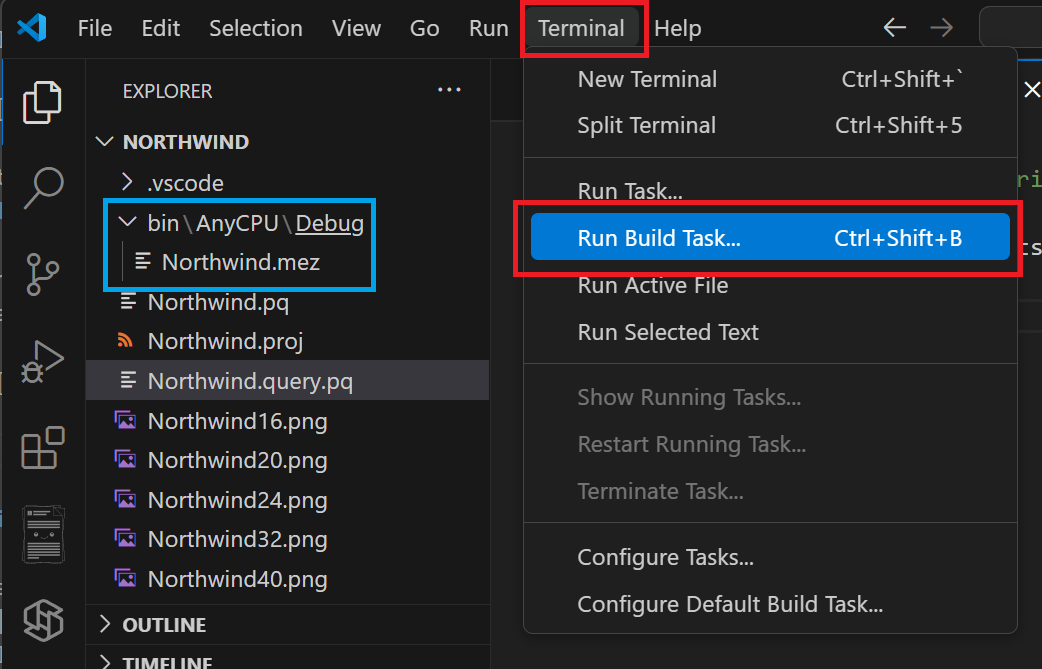 File Edit Selection View Go Run Terminal Help
EXPLORER ...
NORTHWIND
.vscode
bin\AnyCPU\Debug
Northwind.mez
Northwind.pq
Northwind.proj
Northwind.query.pq
Northwind16.png
Northwind20.png
Northwind24.png
Northwind32.png
Northwind40.png
OUTLINE
TIMELINE
New Terminal Ctrl+Shift+`
Split Terminal Ctrl+Shift+5
Run Task...
Run Build Task... Ctrl+Shift+B
Run Active File
Run Selected Text
Show Running Tasks...
Restart Running Task...
Terminate Task...
Configure Tasks...
Configure Default Build Task...